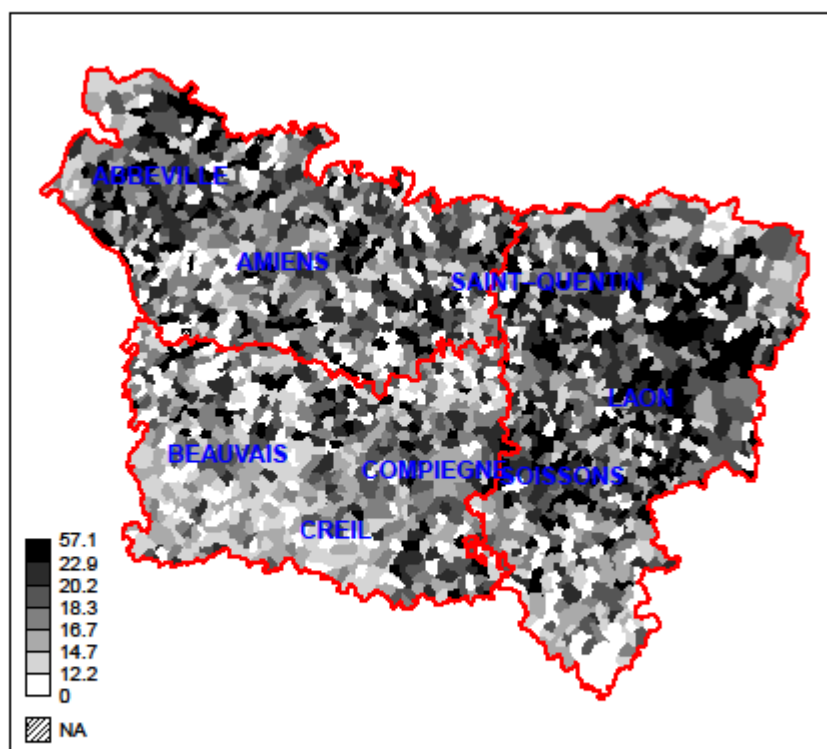 ABBEVILLE
AMIENS
SAINT-QUENTIN
LAON
BEAUVAIS
COMPIEGNE
SOISSONS
CREIL
57.1
22.9
20.2
18.3
16.7
14.7
12.2
0
NA